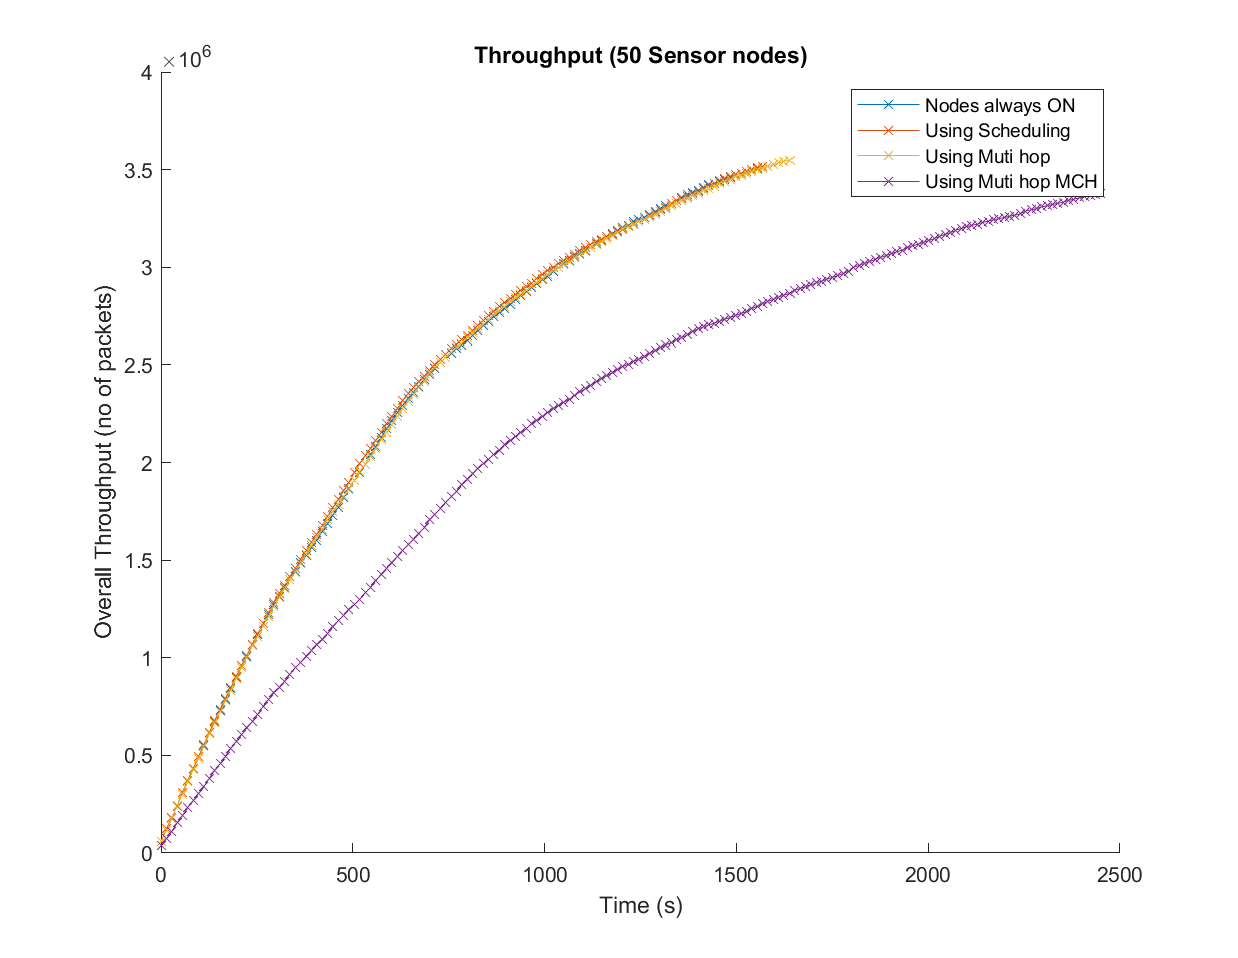 Throughput (50 Sensor nodes)
×10⁶
4
3.5
3
2.5
2
1.5
1
0.5
0
0
500
1000
1500
2000
2500
Overall Throughput (no of packets)
Time (s)
Nodes always ON
Using Scheduling
Using Muti hop
Using Muti hop MCH